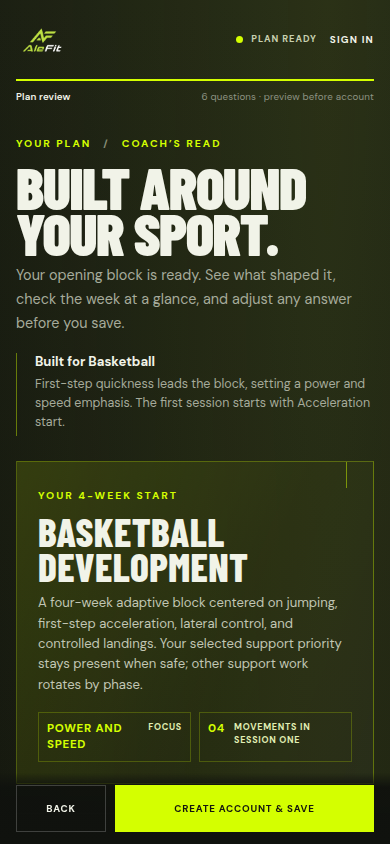 AF
AleFit
PLAN READY
SIGN IN
Plan review
6 questions · preview before account
YOUR PLAN / COACH'S READ
BUILT AROUND
YOUR SPORT.
Your opening block is ready. See what shaped it,
check the week at a glance, and adjust any answer
before you save.
Built for Basketball
First-step quickness leads the block, setting a power and
speed emphasis. The first session starts with Acceleration
start.
YOUR 4-WEEK START
BASKETBALL
DEVELOPMENT
A four-week adaptive block centered on jumping,
first-step acceleration, lateral control, and
controlled landings. Your selected support priority
stays present when safe; other support work
rotates by phase.
POWER AND
SPEED
FOCUS
04
MOVEMENTS IN
SESSION ONE
BACK
CREATE ACCOUNT & SAVE